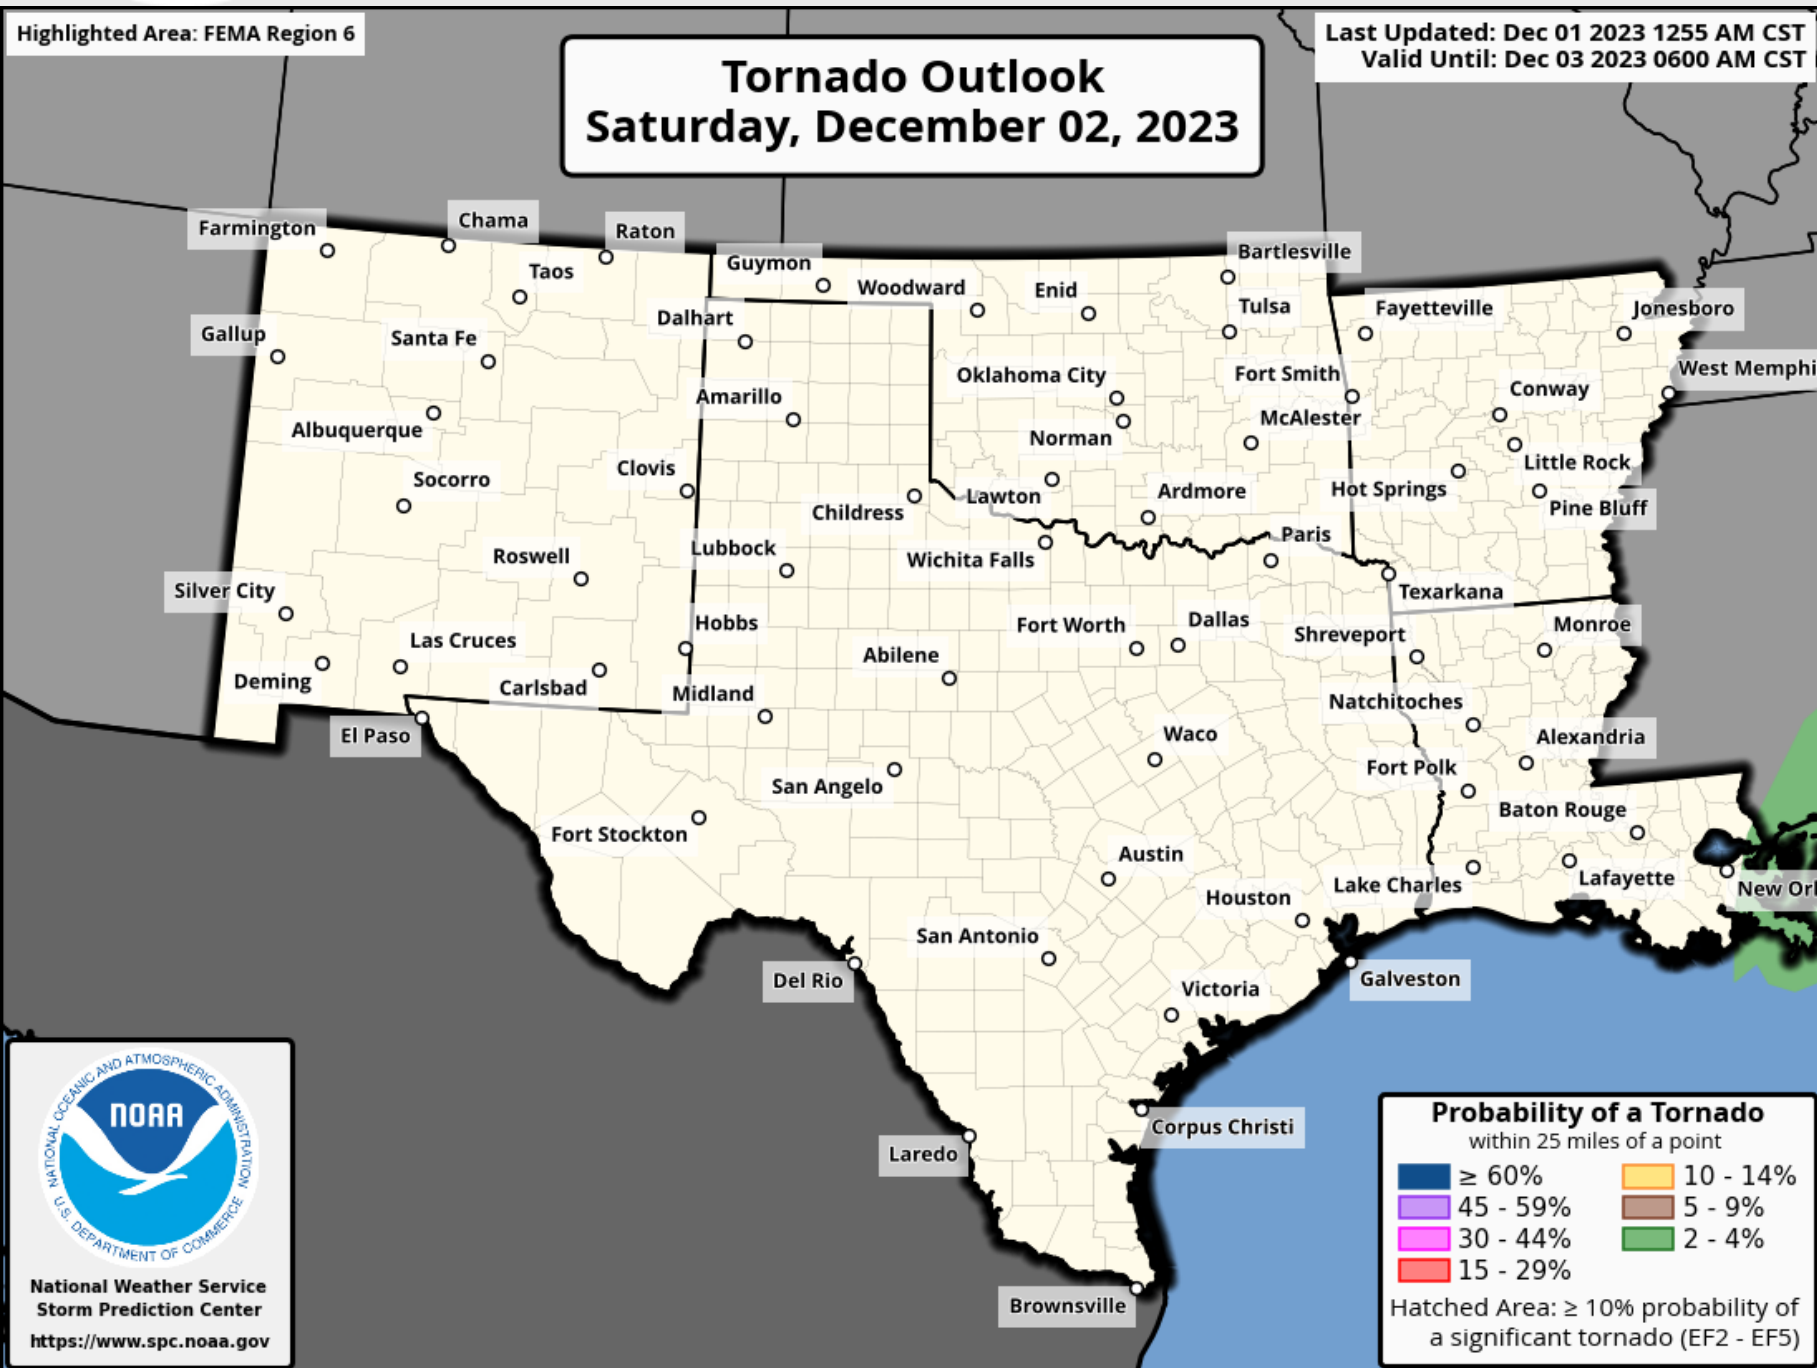 Highlighted Area: FEMA Region 6
Last Updated: Dec 01 2023 1255 AM CST
Valid Until: Dec 03 2023 0600 AM CST
Tornado Outlook
Saturday, December 02, 2023
Farmington
Chama
Raton
Taos
Guymon
Woodward
Enid
Bartlesville
Tulsa
Fayetteville
Jonesboro
Gallup
Santa Fe
Dalhart
Oklahoma City
Fort Smith
West Memphi
Amarillo
Conway
Albuquerque
Norman
McAlester
Socorro
Clovis
Little Rock
Childress
Lawton
Ardmore
Hot Springs
Pine Bluff
Roswell
Lubbock
Wichita Falls
Paris
Silver City
Texarkana
Las Cruces
Hobbs
Fort Worth
Dallas
Shreveport
Monroe
Deming
Carlsbad
Midland
Abilene
Natchitoches
El Paso
Waco
Alexandria
San Angelo
Fort Polk
Fort Stockton
Baton Rouge
Austin
Houston
Lake Charles
Lafayette
New Orl
San Antonio
Del Rio
Victoria
Galveston
Corpus Christi
Laredo
Brownsville
NATIONAL OCEANIC AND ATMOSPHERIC ADMINISTRATION
NOAA
U.S. DEPARTMENT OF COMMERCE
National Weather Service
Storm Prediction Center
https://www.spc.noaa.gov
Probability of a Tornado
within 25 miles of a point
≥ 60%
10 - 14%
45 - 59%
5 - 9%
30 - 44%
2 - 4%
15 - 29%
Hatched Area: ≥ 10% probability of
a significant tornado (EF2 - EF5)